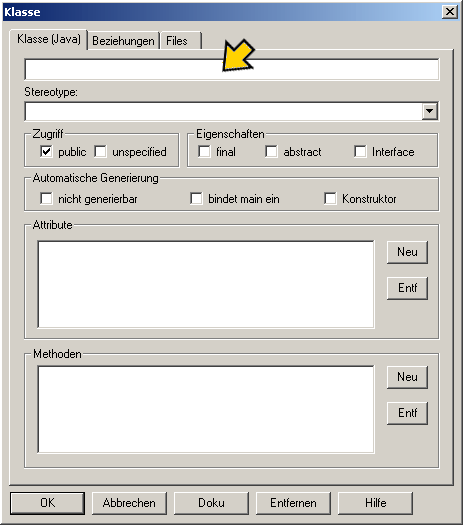 Klasse
Klasse (Java) Beziehungen Files
Stereotype:
Zugriff Eigenschaften
public unspecified final abstract Interface
Automatische Generierung
nicht generierbar bindet main ein Konstruktor
Attribute
Neu
Entf
Methoden
Neu
Entf
OK Abbrechen Doku Entfernen Hilfe